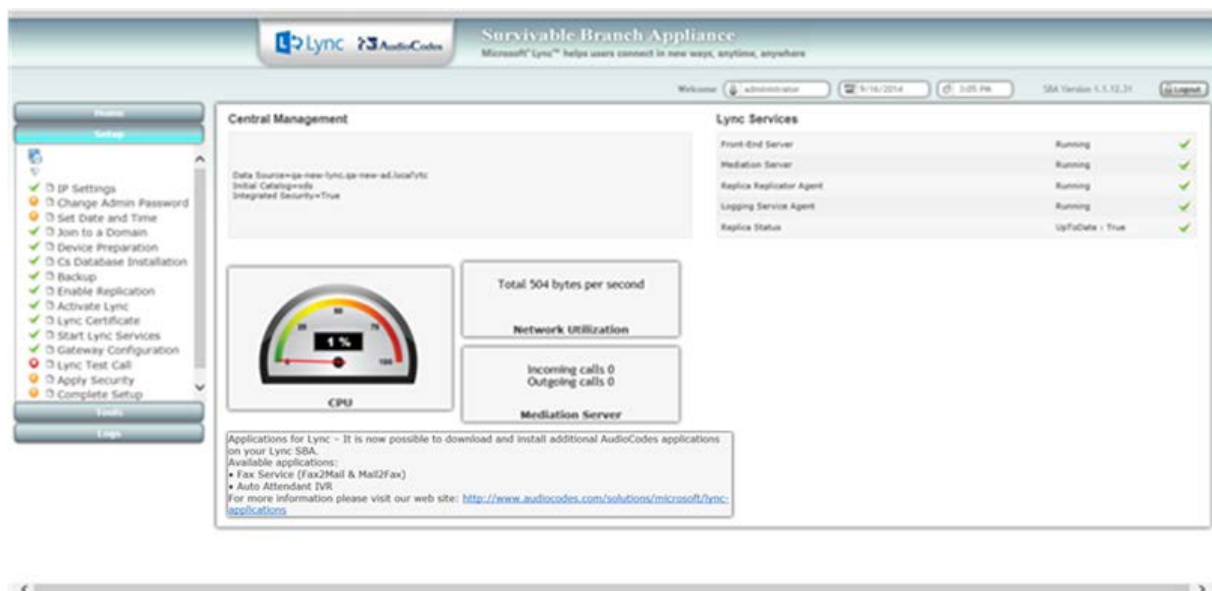 Lync AudioCodes
Survivable Branch Appliance
Microsoft® Lync™ helps users connect in new ways, anytime, anywhere
Welcome administrator 9/16/2014 3:05 PM SBA Version 1.1.12.31 Logout
Home
Setup
IP Settings
Change Admin Password
Set Date and Time
Join to a Domain
Device Preparation
Cs Database Installation
Backup
Enable Replication
Activate Lync
Lync Certificate
Start Lync Services
Gateway Configuration
Lync Test Call
Apply Security
Complete Setup
Tools
Logs
Central Management
Data Source=qa-new-lync.qa-new-ad.local\rtc
Initial Catalog=xds
Integrated Security=True
Lync Services
Front-End Server Running
Mediation Server Running
Replica Replicator Agent Running
Logging Service Agent Running
Replica Status UpToDate : True
0 25 50 75 100
1 %
CPU
Total 504 bytes per second
Network Utilization
Incoming calls 0
Outgoing calls 0
Mediation Server
Applications for Lync – It is now possible to download and install additional AudioCodes applications
on your Lync SBA.
Available applications:
• Fax Service (Fax2Mail & Mail2Fax)
• Auto Attendant IVR
For more information please visit our web site: http://www.audiocodes.com/solutions/microsoft/lync-
applications